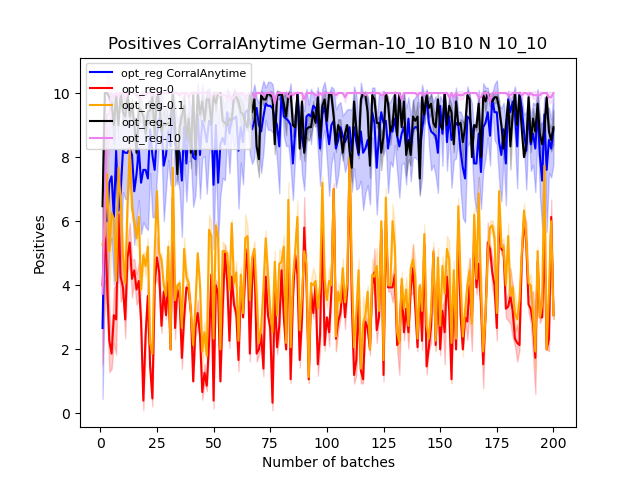 Positives CorralAnytime German-10_10 B10 N 10_10
opt_reg CorralAnytime
opt_reg-0
opt_reg-0.1
opt_reg-1
opt_reg-10
10
8
6
4
2
0
Positives
0 25 50 75 100 125 150 175 200
Number of batches